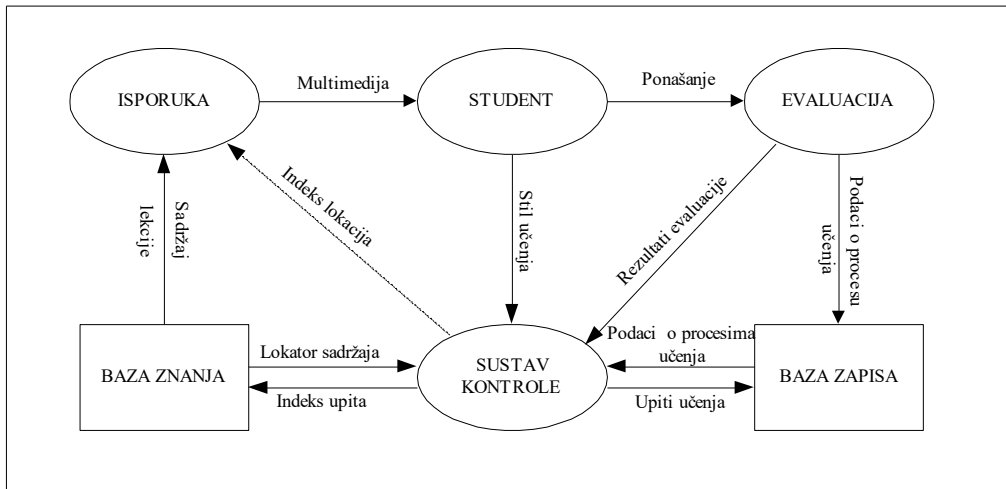 ISPORUKA
Multimedija
STUDENT
Ponašanje
EVALUACIJA
Sadržaj
lekcije
Indeks lokacija
Stil učenja
Rezultati evaluacije
Podaci o procesu
učenja
BAZA ZNANJA
Lokator sadržaja
Indeks upita
SUSTAV
KONTROLE
Podaci o procesima
učenja
Upiti učenja
BAZA ZAPISA